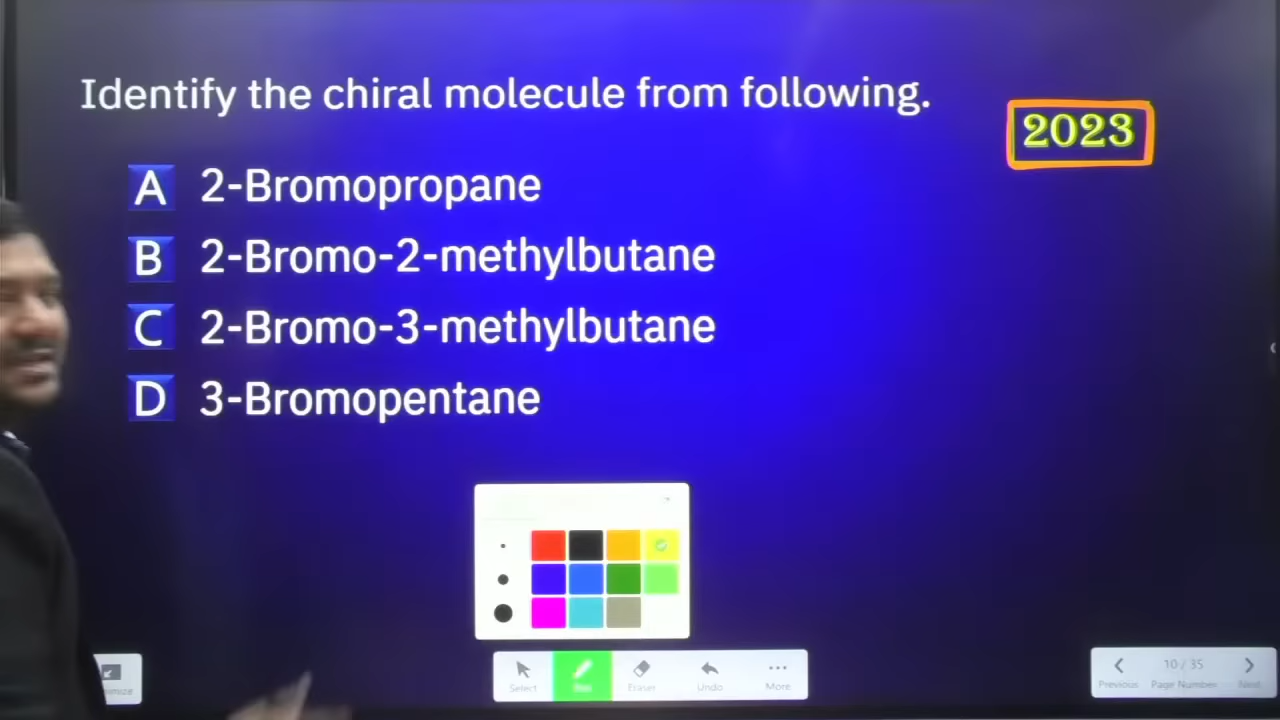 Identify the chiral molecule from following.
2023
A 2-Bromopropane
B 2-Bromo-2-methylbutane
C 2-Bromo-3-methylbutane
D 3-Bromopentane
Select
Eraser
Undo
More
10 / 35
Previous
Page Number
Next